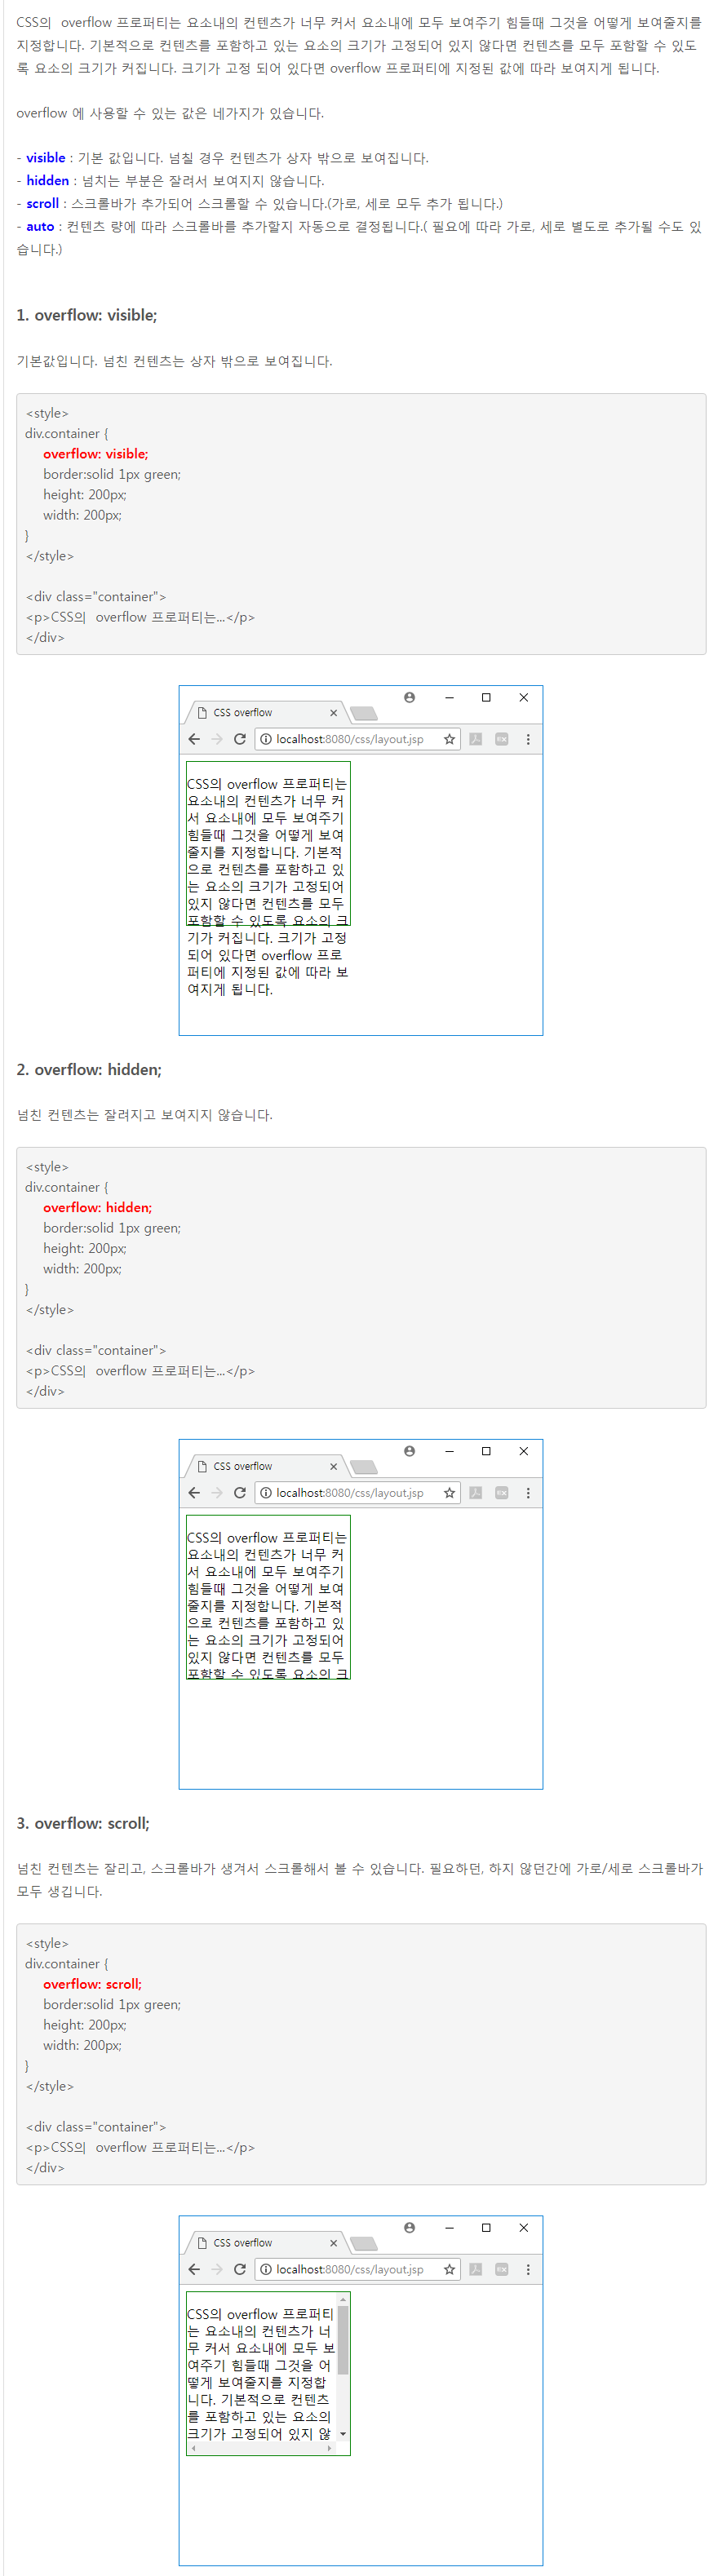 CSS의 overflow 프로퍼티는 요소내의 컨텐츠가 너무 커서 요소내에 모두 보여주기 힘들때 그것을 어떻게 보여줄지를
지정합니다. 기본적으로 컨텐츠를 포함하고 있는 요소의 크기가 고정되어 있지 않다면 컨텐츠를 모두 포함할 수 있도
록 요소의 크기가 커집니다. 크기가 고정 되어 있다면 overflow 프로퍼티에 지정된 값에 따라 보여지게 됩니다.
overflow 에 사용할 수 있는 값은 네가지가 있습니다.
- visible : 기본 값입니다. 넘칠 경우 컨텐츠가 상자 밖으로 보여집니다.
- hidden : 넘치는 부분은 잘려서 보여지지 않습니다.
- scroll : 스크롤바가 추가되어 스크롤할 수 있습니다.(가로, 세로 모두 추가 됩니다.)
- auto : 컨텐츠 량에 따라 스크롤바를 추가할지 자동으로 결정됩니다.( 필요에 따라 가로, 세로 별도로 추가될 수도 있
습니다.)
1. overflow: visible;
기본값입니다. 넘친 컨텐츠는 상자 밖으로 보여집니다.
<style>
div.container {
overflow: visible;
border:solid 1px green;
height: 200px;
width: 200px;
}
</style>
<div class="container">
<p>CSS의 overflow 프로퍼티는...</p>
</div>
CSS overflow
localhost:8080/css/layout.jsp
CSS의 overflow 프로퍼티는
요소내의 컨텐츠가 너무 커
서 요소내에 모두 보여주기
힘들때 그것을 어떻게 보여
줄지를 지정합니다. 기본적
으로 컨텐츠를 포함하고 있
는 요소의 크기가 고정되어
있지 않다면 컨텐츠를 모두
포함할 수 있도록 요소의 크
기가 커집니다. 크기가 고정
되어 있다면 overflow 프로
퍼티에 지정된 값에 따라 보
여지게 됩니다.
2. overflow: hidden;
넘친 컨텐츠는 잘려지고 보여지지 않습니다.
<style>
div.container {
overflow: hidden;
border:solid 1px green;
height: 200px;
width: 200px;
}
</style>
<div class="container">
<p>CSS의 overflow 프로퍼티는...</p>
</div>
CSS overflow
localhost:8080/css/layout.jsp
CSS의 overflow 프로퍼티는
요소내의 컨텐츠가 너무 커
서 요소내에 모두 보여주기
힘들때 그것을 어떻게 보여
줄지를 지정합니다. 기본적
으로 컨텐츠를 포함하고 있
는 요소의 크기가 고정되어
있지 않다면 컨텐츠를 모두
포함할 수 있도록 요소의 크
3. overflow: scroll;
넘친 컨텐츠는 잘리고, 스크롤바가 생겨서 스크롤해서 볼 수 있습니다. 필요하던, 하지 않던간에 가로/세로 스크롤바가
모두 생깁니다.
<style>
div.container {
overflow: scroll;
border:solid 1px green;
height: 200px;
width: 200px;
}
</style>
<div class="container">
<p>CSS의 overflow 프로퍼티는...</p>
</div>
CSS overflow
localhost:8080/css/layout.jsp
CSS의 overflow 프로퍼티
는 요소내의 컨텐츠가 너
무 커서 요소내에 모두 보
여주기 힘들때 그것을 어
떻게 보여줄지를 지정합
니다. 기본적으로 컨텐츠
를 포함하고 있는 요소의
크기가 고정되어 있지 않